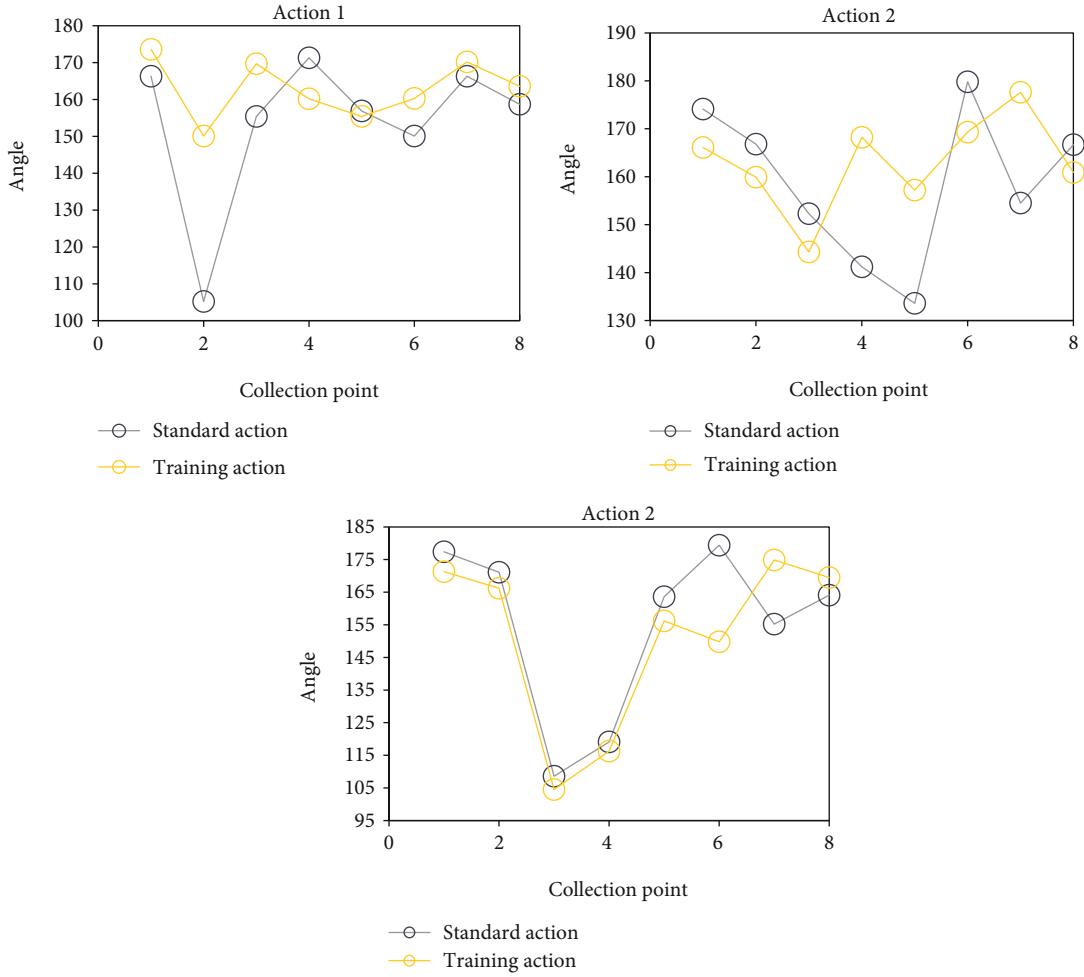 Action 1
180
170
160
150
140
130
120
110
100
Angle
0
2
4
6
8
Collection point
Standard action
Training action
Action 2
190
180
170
160
150
140
130
Angle
0
2
4
6
8
Collection point
Standard action
Training action
Action 2
185
175
165
155
145
135
125
115
105
95
Angle
0
2
4
6
8
Collection point
Standard action
Training action